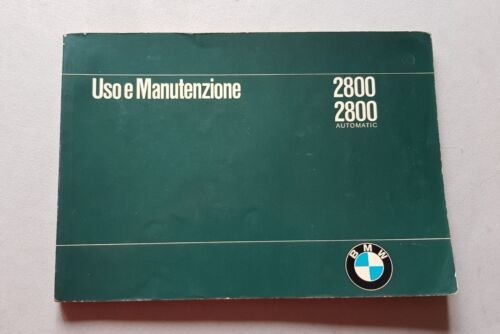 Uso e Manutenzione
2800
2800
AUTOMATIC
BMW